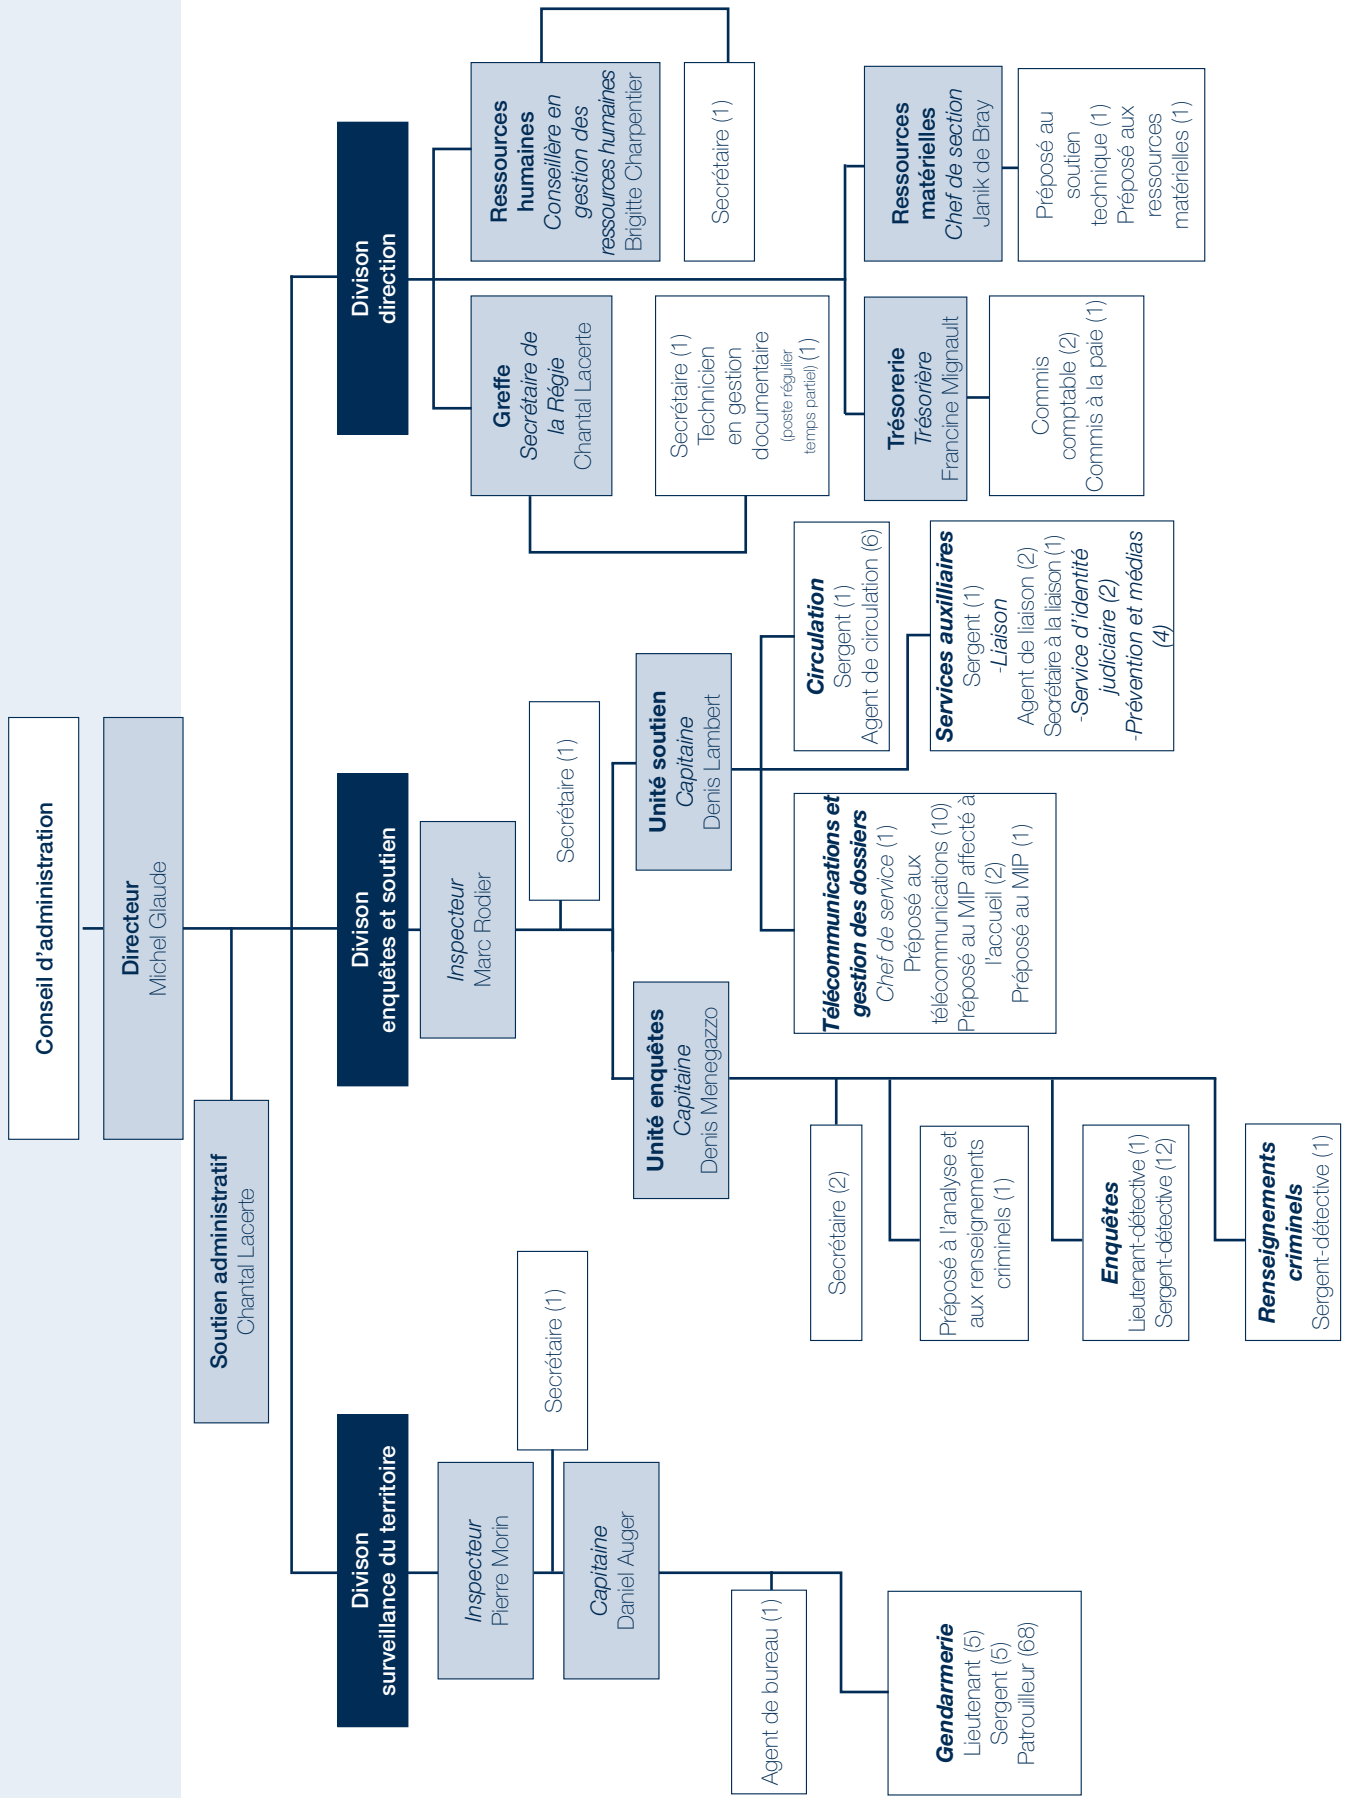 Conseil d'administration
Directeur
Michel Glaude
Soutien administratif
Chantal Lacerte
Divison
surveillance du territoire
Inspecteur
Pierre Morin
Secrétaire (1)
Capitaine
Daniel Auger
Agent de bureau (1)
Gendarmerie
Lieutenant (5)
Sergent (5)
Patrouilleur (68)
Divison
enquêtes et soutien
Inspecteur
Marc Rodier
Secrétaire (1)
Unité enquêtes
Capitaine
Denis Menegazzo
Secrétaire (2)
Préposé à l'analyse et
aux renseignements
criminels (1)
Enquêtes
Lieutenant-détective (1)
Sergent-détective (12)
Renseignements
criminels
Sergent-détective (1)
Unité soutien
Capitaine
Denis Lambert
Télécommunications et
gestion des dossiers
Chef de service (1)
Préposé aux
télécommunications (10)
Préposé au MIP affecté à
l'accueil (2)
Préposé au MIP (1)
Circulation
Sergent (1)
Agent de circulation (6)
Services auxilliaires
Sergent (1)
-Liaison
Agent de liaison (2)
Secrétaire à la liaison (1)
-Service d'identité
judiciaire (2)
-Prévention et médias
(4)
Divison
direction
Greffe
Secrétaire de
la Régie
Chantal Lacerte
Secrétaire (1)
Technicien
en gestion
documentaire
(poste régulier
temps partiel) (1)
Ressources
humaines
Conseillère en
gestion des
ressources humaines
Brigitte Charpentier
Secrétaire (1)
Trésorerie
Trésorière
Francine Mignault
Commis
comptable (2)
Commis à la paie (1)
Ressources
matérielles
Chef de section
Janik de Bray
Préposé au
soutien
technique (1)
Préposé aux
ressources
matérielles (1)